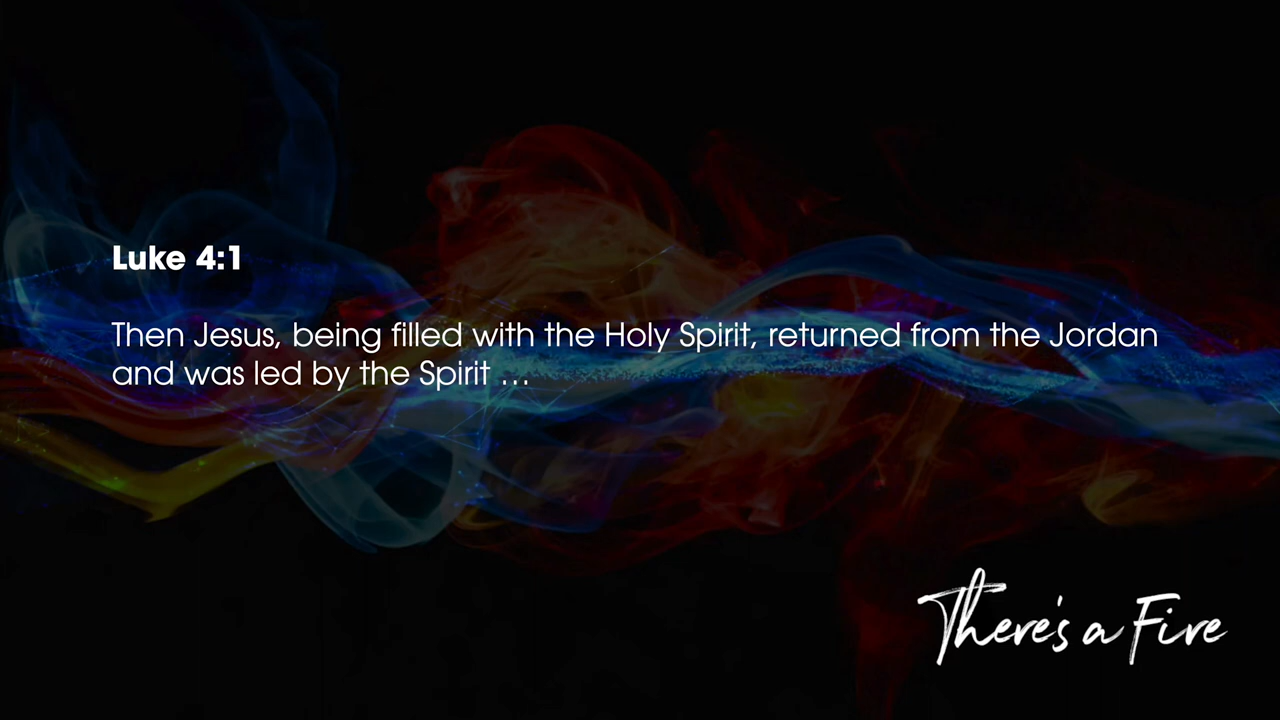 Luke 4:1
Then Jesus, being filled with the Holy Spirit, returned from the Jordan
and was led by the Spirit …
There's a Fire